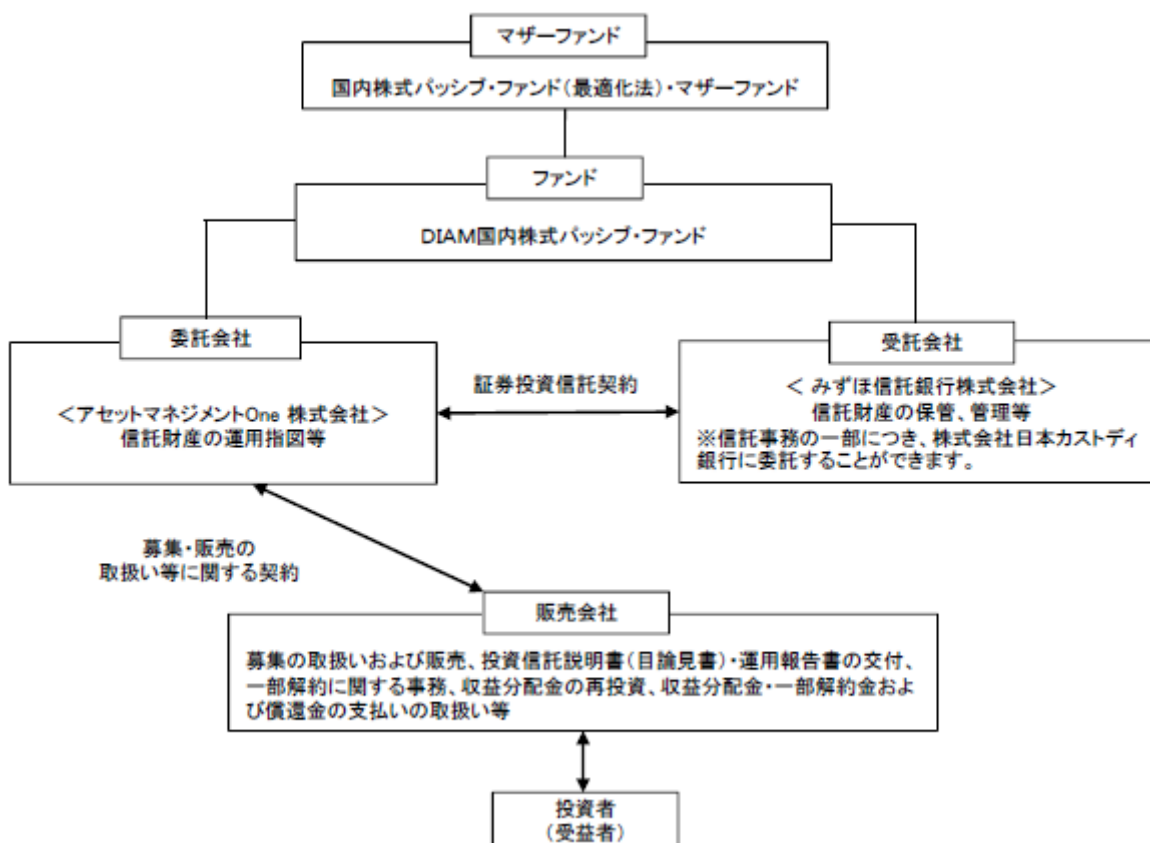 マザーファンド
国内株式パッシブ・ファンド(最適化法)・マザーファンド
ファンド
DIAM国内株式パッシブ・ファンド
委託会社
<アセットマネジメントOne 株式会社>
信託財産の運用指図等
証券投資信託契約
受託会社
< みずほ信託銀行株式会社>
信託財産の保管、管理等
※信託事務の一部につき、株式会社日本カストディ
銀行に委託することができます。
募集・販売の
取扱い等に関する契約
販売会社
募集の取扱いおよび販売、投資信託説明書(目論見書)・運用報告書の交付、
一部解約に関する事務、収益分配金の再投資、収益分配金・一部解約金およ
び償還金の支払いの取扱い等
投資者
(受益者)